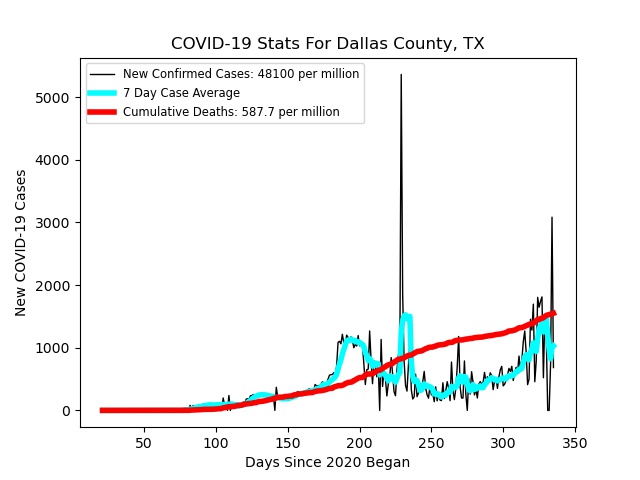 COVID-19 Stats For Dallas County, TX
New Confirmed Cases: 48100 per million
7 Day Case Average
Cumulative Deaths: 587.7 per million
New COVID-19 Cases
5000
4000
3000
2000
1000
0
50 100 150 200 250 300 350
Days Since 2020 Began